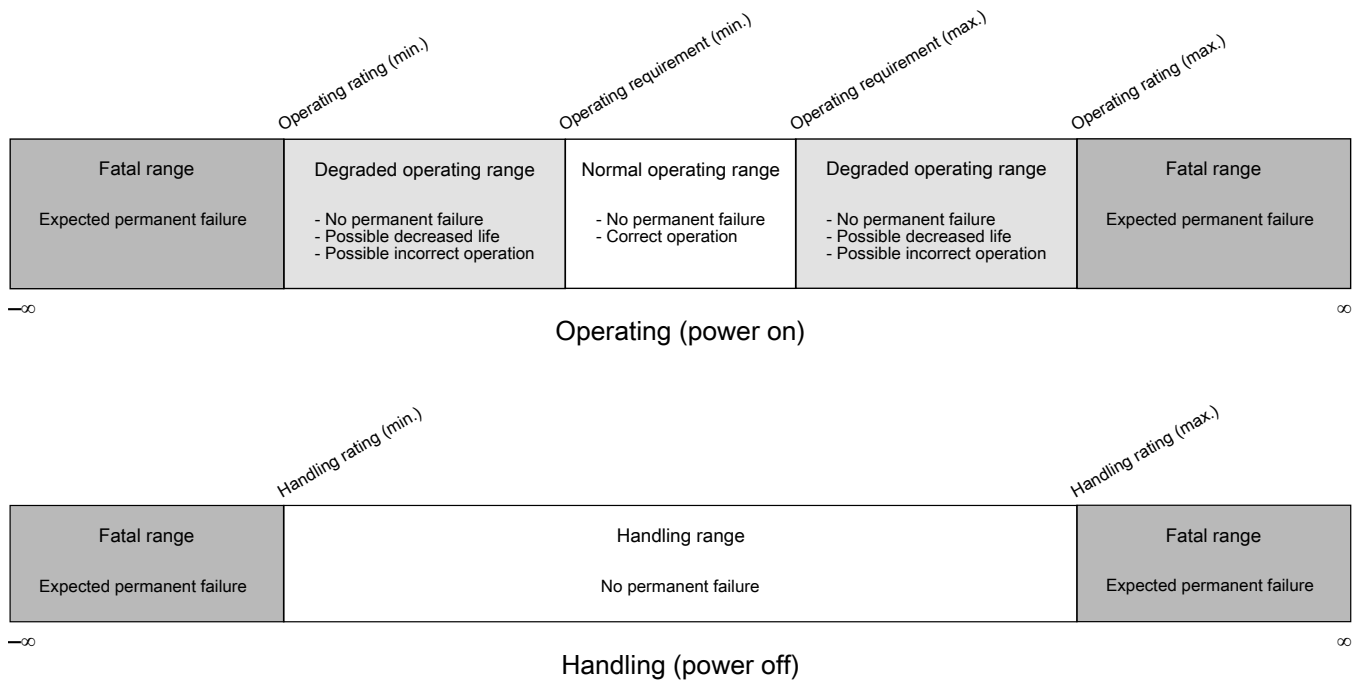 Operating rating (min.)
Operating requirement (min.)
Operating requirement (max.)
Operating rating (max.)
Fatal range
Expected permanent failure
Degraded operating range
- No permanent failure
- Possible decreased life
- Possible incorrect operation
Normal operating range
- No permanent failure
- Correct operation
Degraded operating range
- No permanent failure
- Possible decreased life
- Possible incorrect operation
Fatal range
Expected permanent failure
–∞
∞
Operating (power on)
Handling rating (min.)
Handling rating (max.)
Fatal range
Expected permanent failure
Handling range
No permanent failure
Fatal range
Expected permanent failure
–∞
∞
Handling (power off)